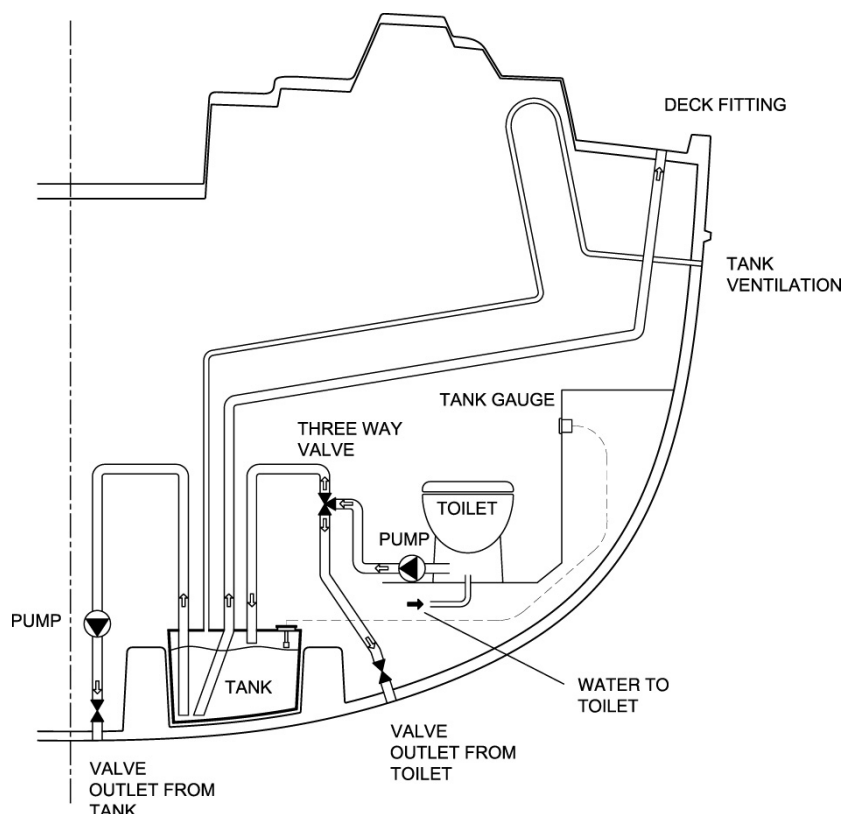 DECK FITTING
TANK
VENTILATION
TANK GAUGE
THREE WAY
VALVE
TOILET
PUMP
PUMP
TANK
WATER TO
TOILET
VALVE
OUTLET FROM
TOILET
VALVE
OUTLET FROM
TANK